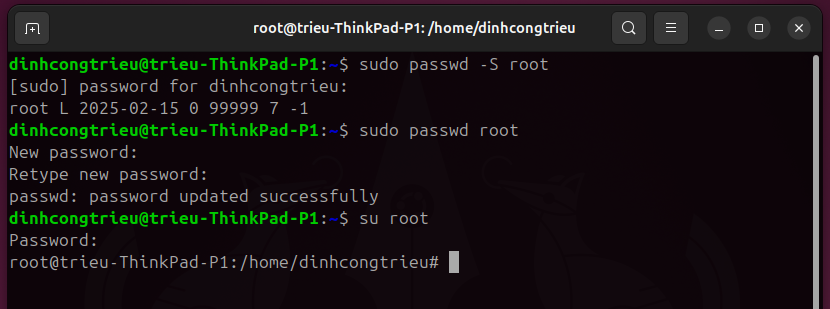 root@trieu-ThinkPad-P1: /home/dinhcongtrieu
dinhcongtrieu@trieu-ThinkPad-P1:~$ sudo passwd -S root
[sudo] password for dinhcongtrieu:
root L 2025-02-15 0 99999 7 -1
dinhcongtrieu@trieu-ThinkPad-P1:~$ sudo passwd root
New password:
Retype new password:
passwd: password updated successfully
dinhcongtrieu@trieu-ThinkPad-P1:~$ su root
Password:
root@trieu-ThinkPad-P1:/home/dinhcongtrieu#